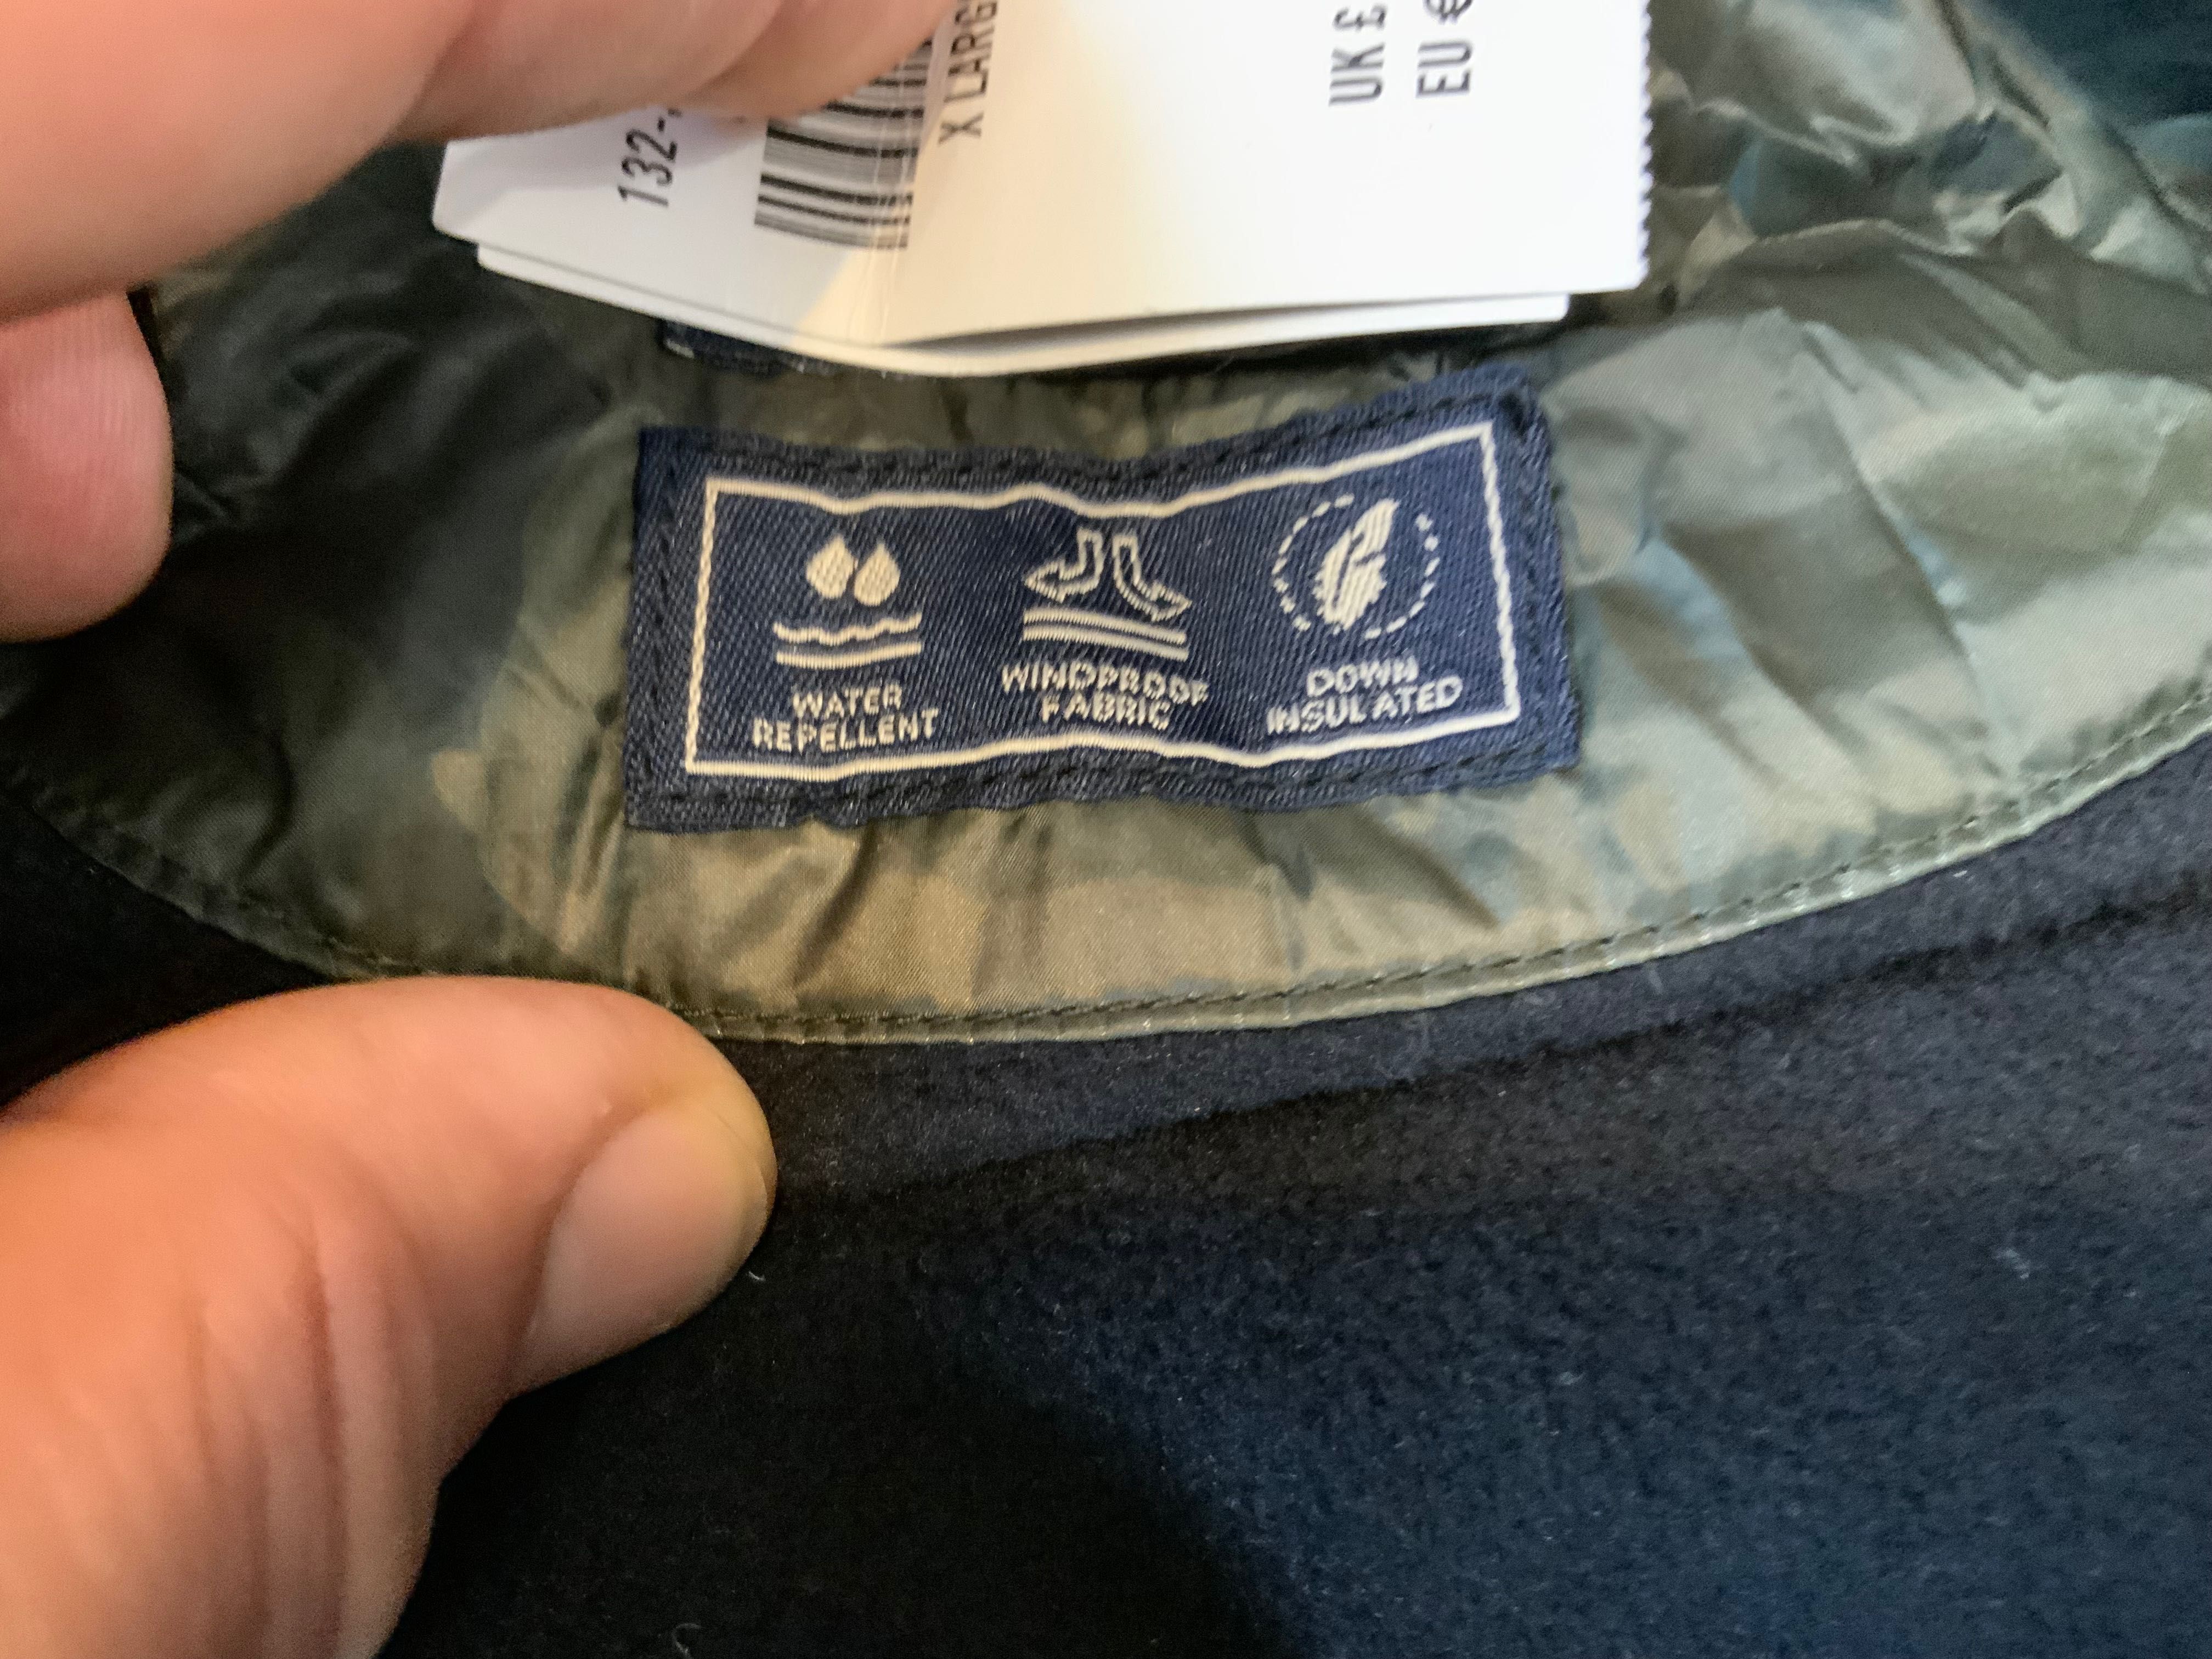 132-
X LARG
UK £
EU €
WATER
REPELLENT
WINDPROOF
FABRIC
DOWN
INSULATED